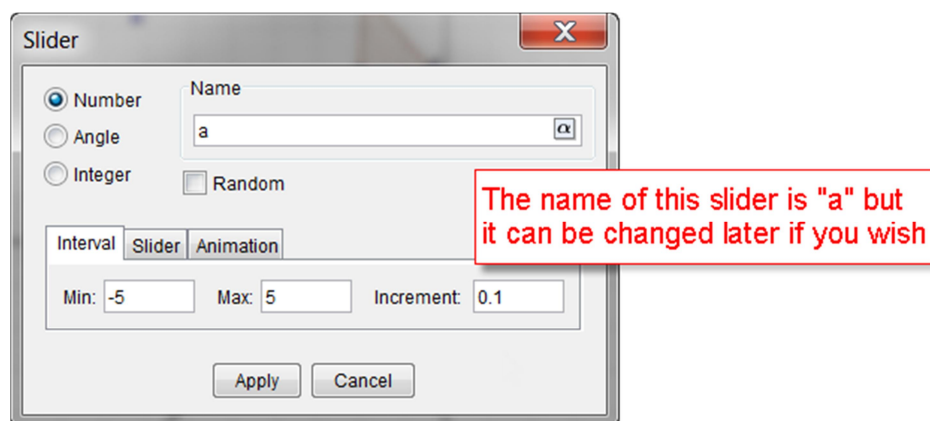 Slider
Number
Name
Angle
a
α
Integer
Random
The name of this slider is "a" but
it can be changed later if you wish
Interval Slider Animation
Min: -5 Max: 5 Increment: 0.1
Apply Cancel